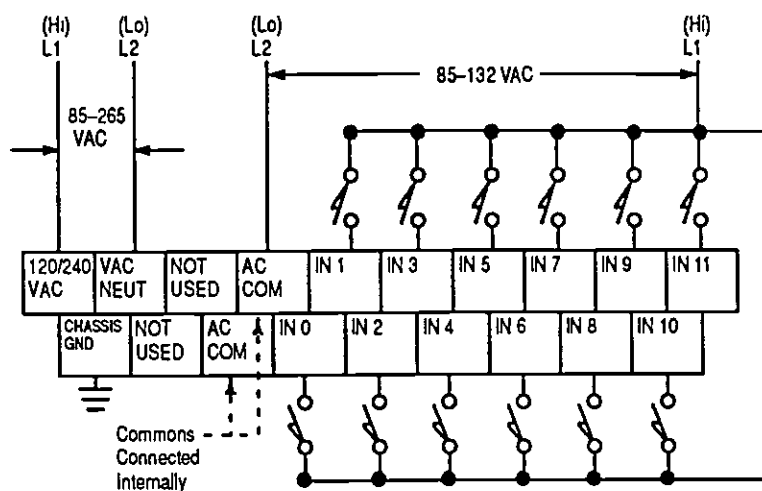 (Hi) (Lo) (Lo) (Hi)
L1 L2 L2 L1
85–132 VAC
85–265
VAC
120/240
VAC
VAC
NEUT
NOT
USED
AC
COM
IN 1
IN 3
IN 5
IN 7
IN 9
IN 11
CHASSIS
GND
NOT
USED
AC
COM
IN 0
IN 2
IN 4
IN 6
IN 8
IN 10
Commons
Connected
Internally